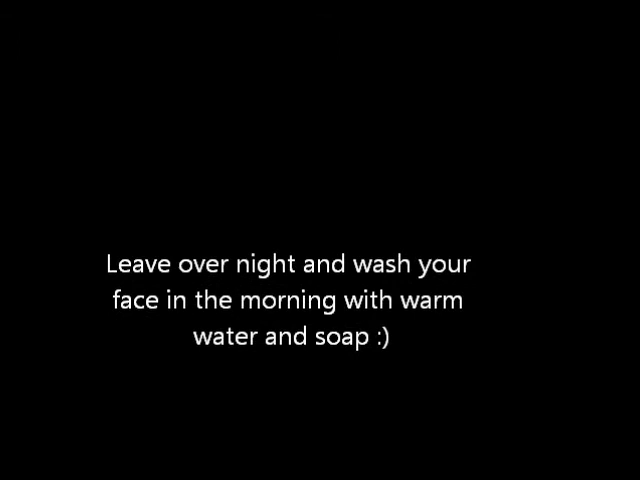 Leave over night and wash your
face in the morning with warm
water and soap :)